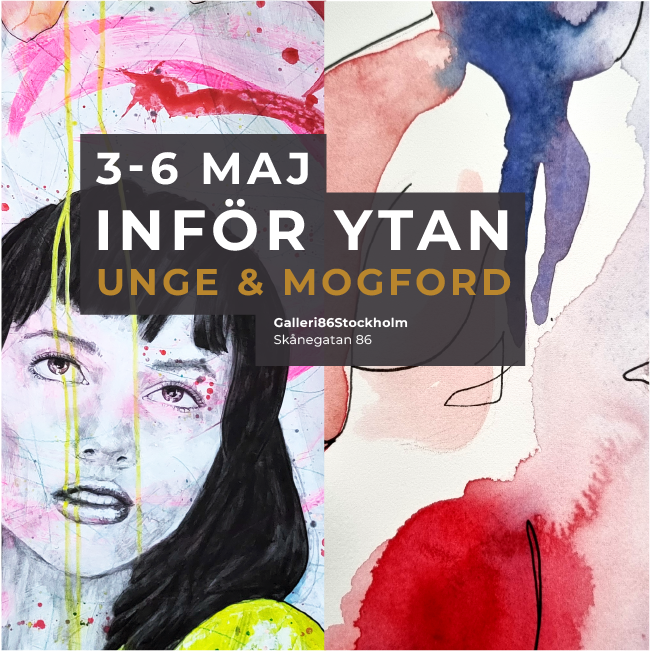 3-6 MAJ
INFÖR YTAN
UNGE & MOGFORD
Galleri86Stockholm
Skånegatan 86